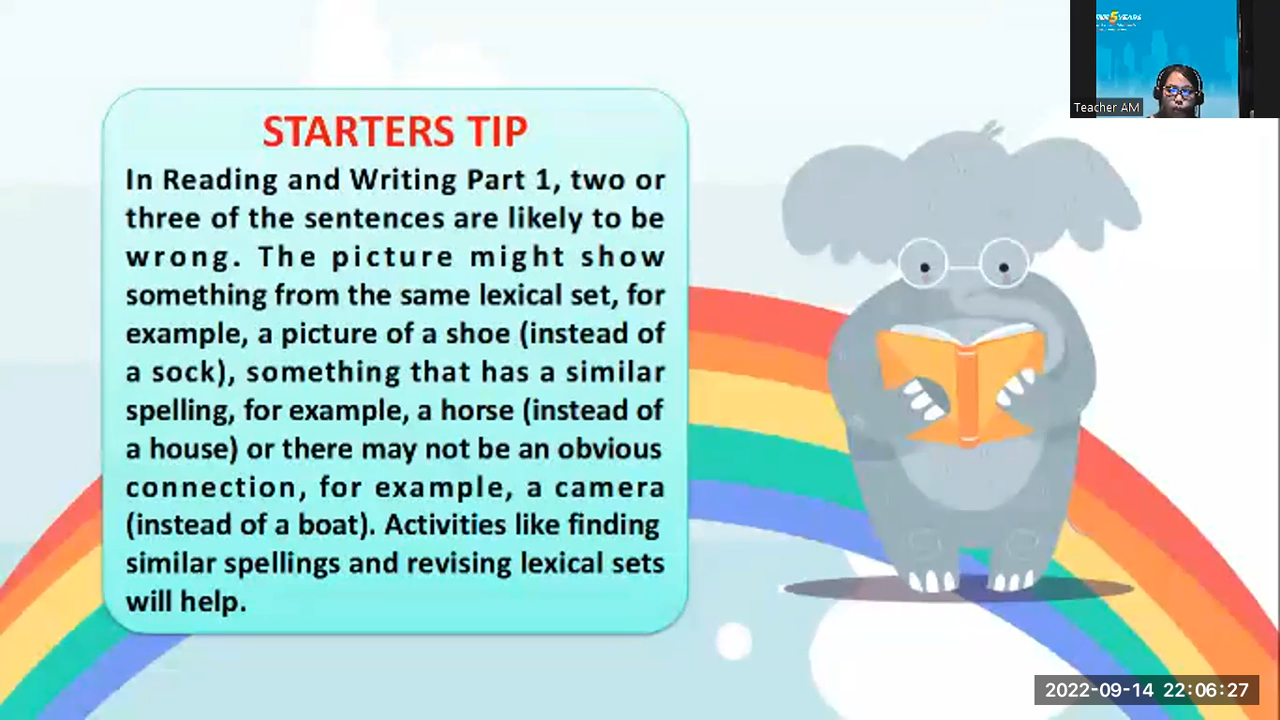 STARTERS TIP
In Reading and Writing Part 1, two or
three of the sentences are likely to be
wrong. The picture might show
something from the same lexical set, for
example, a picture of a shoe (instead of
a sock), something that has a similar
spelling, for example, a horse (instead of
a house) or there may not be an obvious
connection, for example, a camera
(instead of a boat). Activities like finding
similar spellings and revising lexical sets
will help.
5 YEARS
Teacher AM
2022-09-14 22:06:27